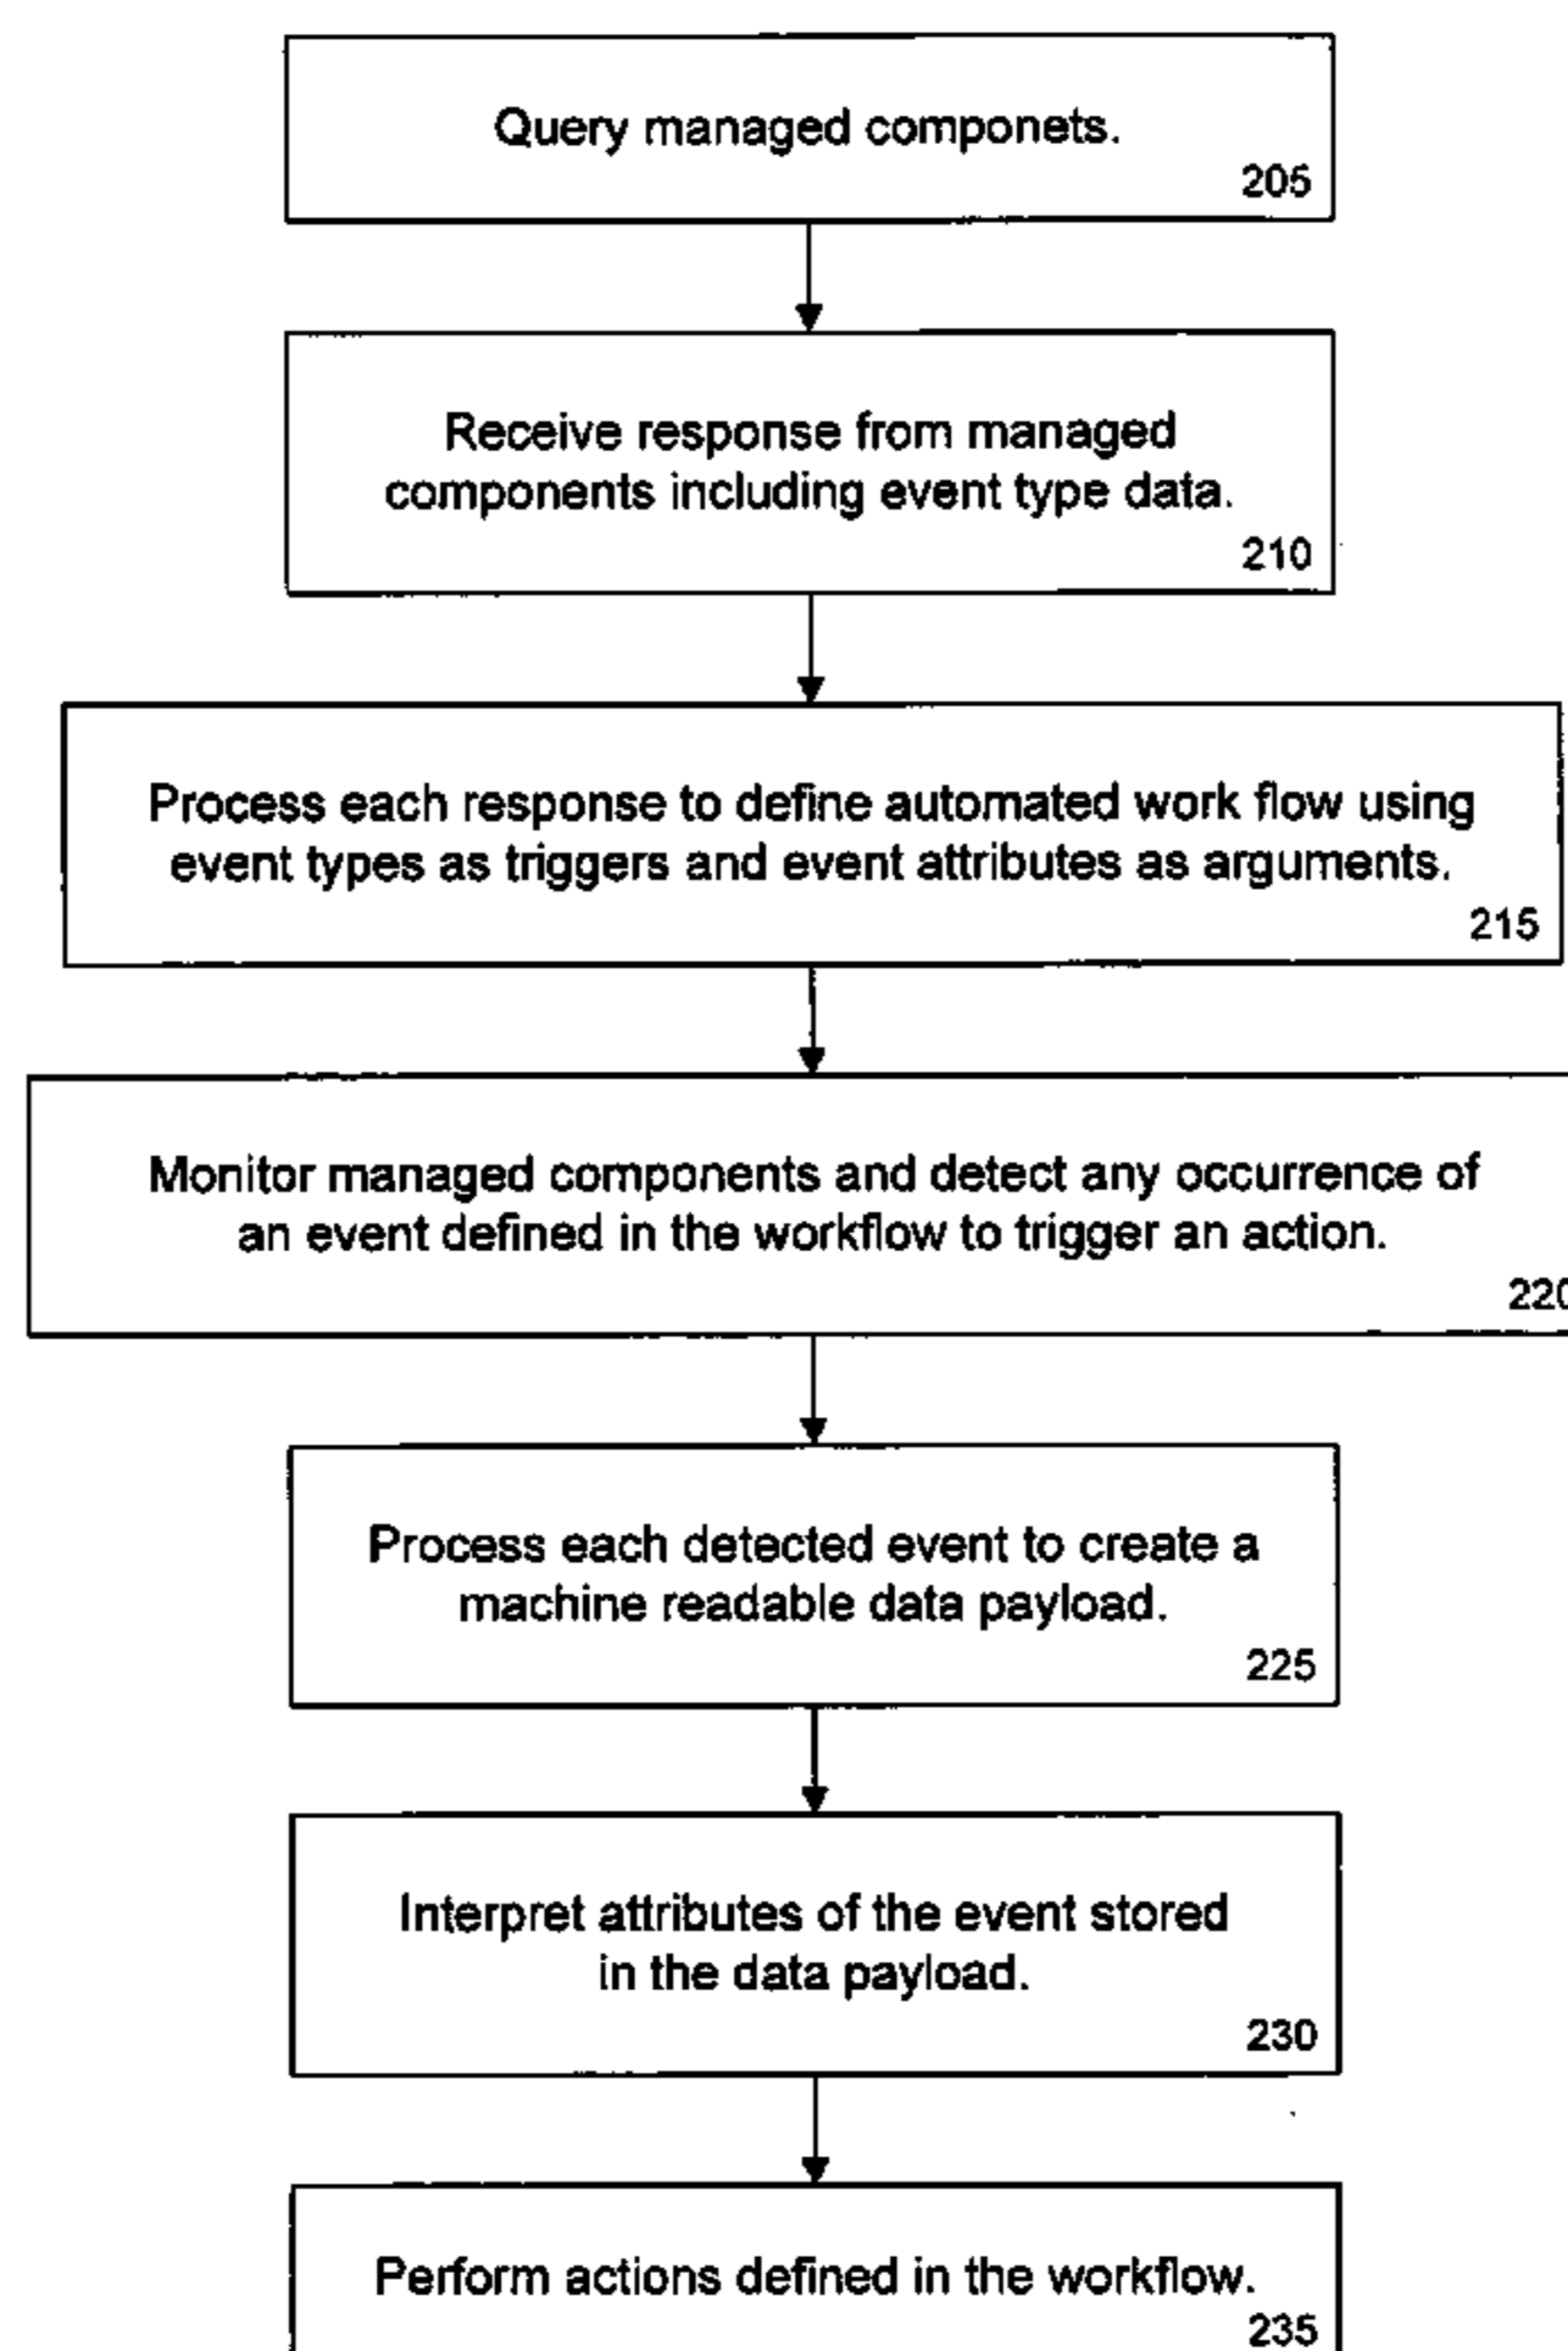 Query managed componets.
205
Receive response from managed
components including event type data.
210
Process each response to define automated work flow using
event types as triggers and event attributes as arguments.
215
Monitor managed components and detect any occurrence of
an event defined in the workflow to trigger an action.
220
Process each detected event to create a
machine readable data payload.
225
Interpret attributes of the event stored
in the data payload.
230
Perform actions defined in the workflow.
235